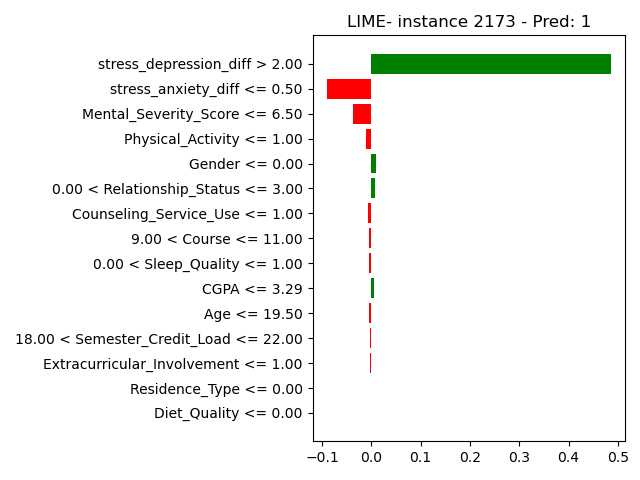 LIME- instance 2173 - Pred: 1
stress_depression_diff > 2.00
stress_anxiety_diff <= 0.50
Mental_Severity_Score <= 6.50
Physical_Activity <= 1.00
Gender <= 0.00
0.00 < Relationship_Status <= 3.00
Counseling_Service_Use <= 1.00
9.00 < Course <= 11.00
0.00 < Sleep_Quality <= 1.00
CGPA <= 3.29
Age <= 19.50
18.00 < Semester_Credit_Load <= 22.00
Extracurricular_Involvement <= 1.00
Residence_Type <= 0.00
Diet_Quality <= 0.00
−0.1 0.0 0.1 0.2 0.3 0.4 0.5